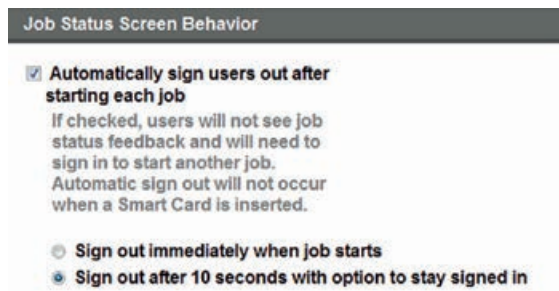 Job Status Screen Behavior
Automatically sign users out after
starting each job
If checked, users will not see job
status feedback and will need to
sign in to start another job.
Automatic sign out will not occur
when a Smart Card is inserted.
Sign out immediately when job starts
Sign out after 10 seconds with option to stay signed in